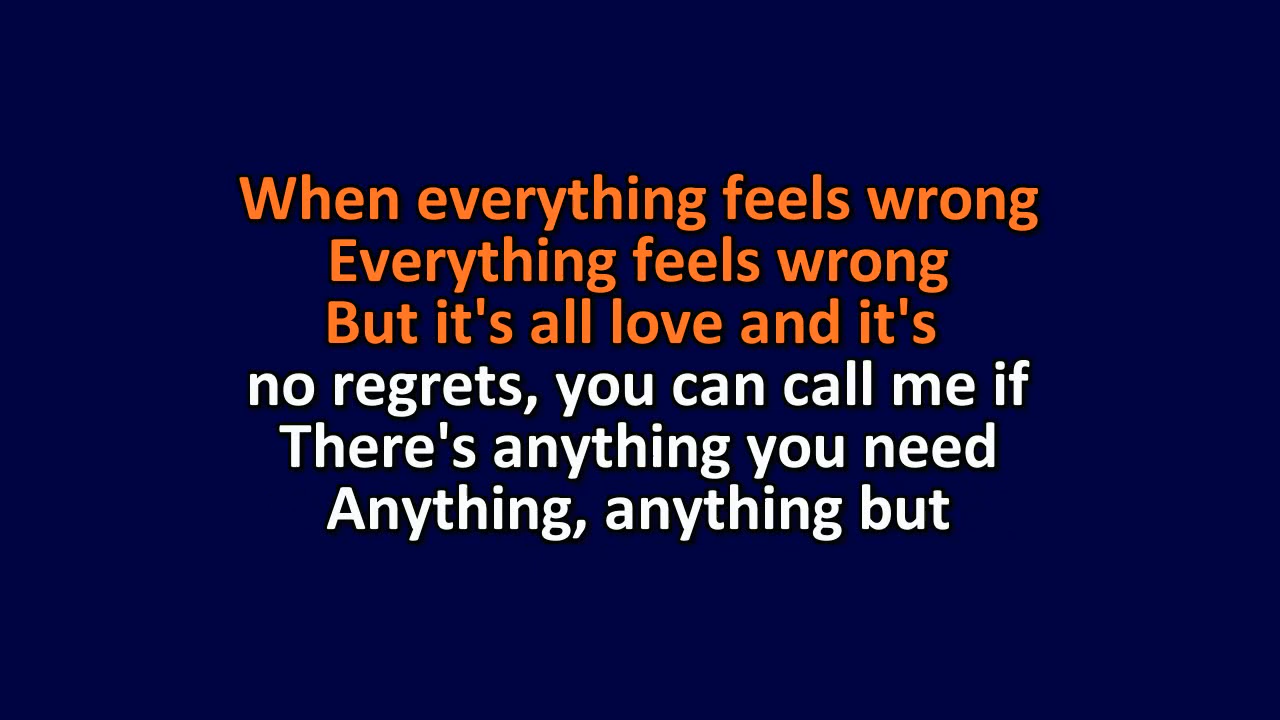 When everything feels wrong
Everything feels wrong
But it's all love and it's
no regrets, you can call me if
There's anything you need
Anything, anything but